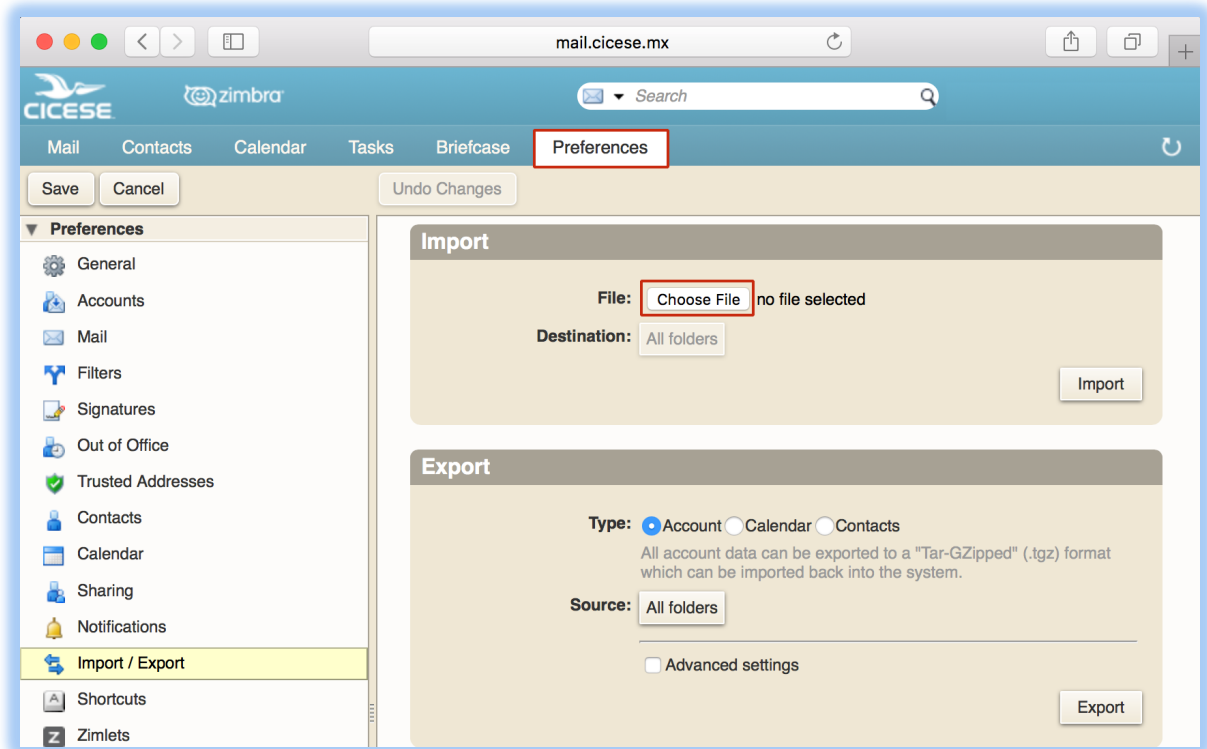 mail.cicese.mx
CICESE
zimbra
Search
Mail Contacts Calendar Tasks Briefcase Preferences
Save Cancel Undo Changes
Preferences
General
Accounts
Mail
Filters
Signatures
Out of Office
Trusted Addresses
Contacts
Calendar
Sharing
Notifications
Import / Export
Shortcuts
A
Zimlets
Z
Import
File: Choose File no file selected
Destination: All folders
Import
Export
Type: Account Calendar Contacts
All account data can be exported to a "Tar-GZipped" (.tgz) format
which can be imported back into the system.
Source: All folders
Advanced settings
Export